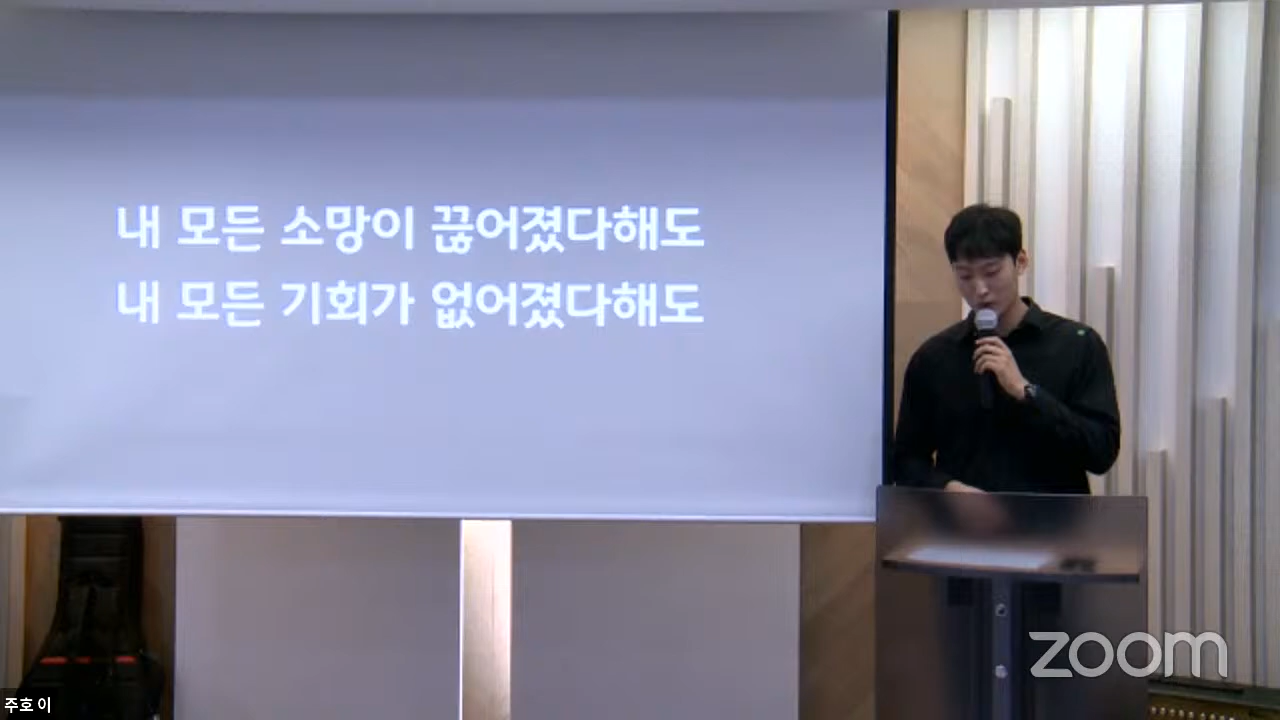 내 모든 소망이 끊어졌다해도
내 모든 기회가 없어졌다해도
zoom
주호 이